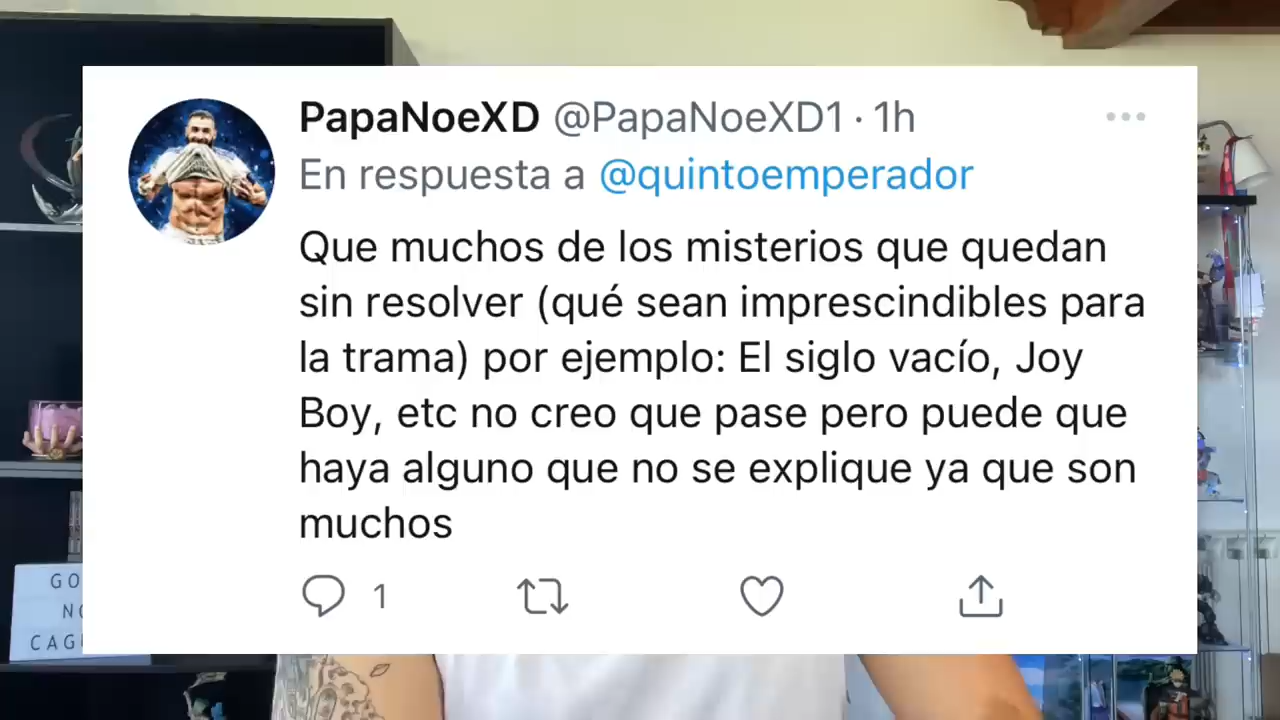 PapaNoeXD @PapaNoeXD1 · 1h
En respuesta a @quintoemperador
Que muchos de los misterios que quedan
sin resolver (qué sean imprescindibles para
la trama) por ejemplo: El siglo vacío, Joy
Boy, etc no creo que pase pero puede que
haya alguno que no se explique ya que son
muchos
1